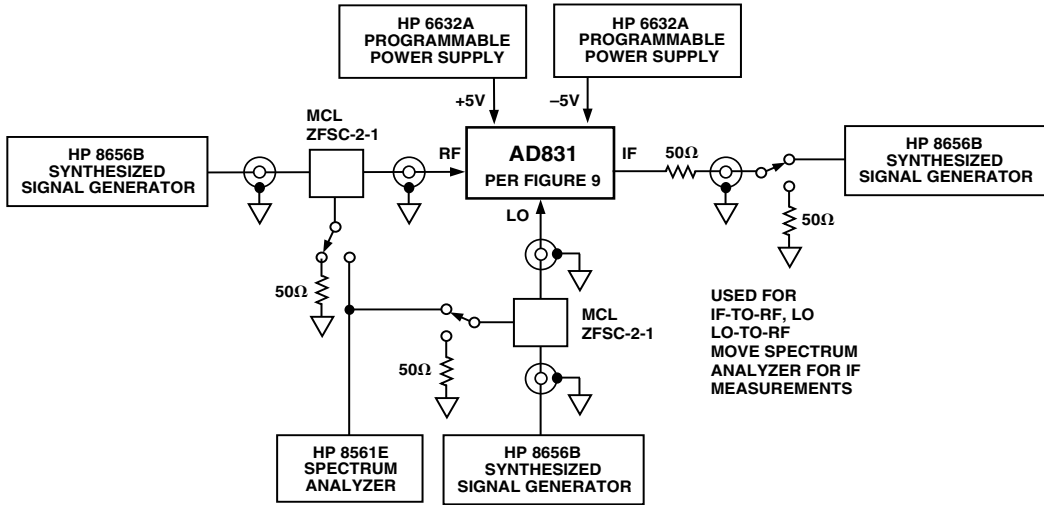 HP 6632A
PROGRAMMABLE
POWER SUPPLY
HP 6632A
PROGRAMMABLE
POWER SUPPLY
+5V
–5V
MCL
ZFSC-2-1
HP 8656B
SYNTHESIZED
SIGNAL GENERATOR
RF
AD831
PER FIGURE 9
IF
50Ω
HP 8656B
SYNTHESIZED
SIGNAL GENERATOR
LO
50Ω
50Ω
MCL
ZFSC-2-1
50Ω
USED FOR
IF-TO-RF, LO
LO-TO-RF
MOVE SPECTRUM
ANALYZER FOR IF
MEASUREMENTS
HP 8561E
SPECTRUM
ANALYZER
HP 8656B
SYNTHESIZED
SIGNAL GENERATOR